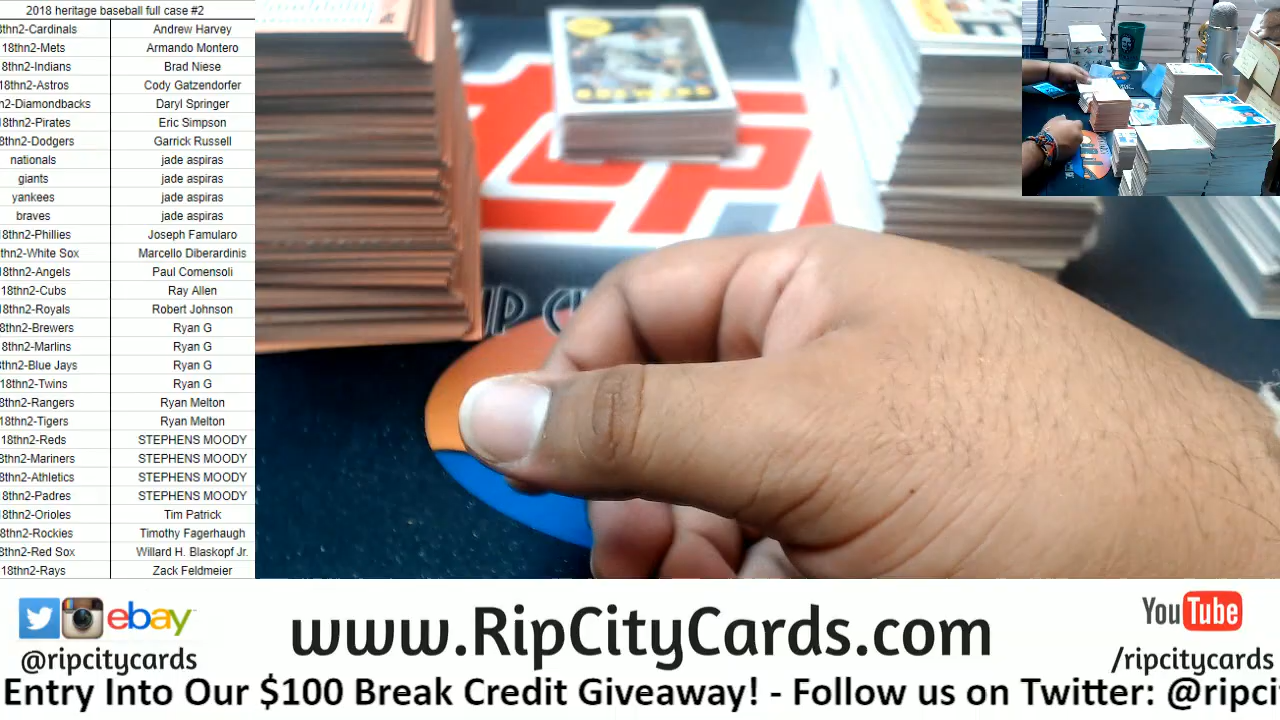 2018 heritage baseball full case #2
8thn2-Cardinals Andrew Harvey
18thn2-Mets Armando Montero
8thn2-Indians Brad Niese
18thn2-Astros Cody Gatzendorfer
n2-Diamondbacks Daryl Springer
18thn2-Pirates Eric Simpson
8thn2-Dodgers Garrick Russell
nationals jade aspiras
giants jade aspiras
yankees jade aspiras
braves jade aspiras
18thn2-Phillies Joseph Famularo
thn2-White Sox Marcello Diberardinis
18thn2-Angels Paul Comensoli
18thn2-Cubs Ray Allen
18thn2-Royals Robert Johnson
8thn2-Brewers Ryan G
18thn2-Marlins Ryan G
8thn2-Blue Jays Ryan G
18thn2-Twins Ryan G
8thn2-Rangers Ryan Melton
18thn2-Tigers Ryan Melton
18thn2-Reds STEPHENS MOODY
8thn2-Mariners STEPHENS MOODY
8thn2-Athletics STEPHENS MOODY
8thn2-Padres STEPHENS MOODY
18thn2-Orioles Tim Patrick
8thn2-Rockies Timothy Fagerhaugh
8thn2-Red Sox Willard H. Blaskopf Jr.
18thn2-Rays Zack Feldmeier
ebay
@ripcitycards
www.RipCityCards.com
YouTube
/ripcitycards
Entry Into Our $100 Break Credit Giveaway! - Follow us on Twitter: @ripci